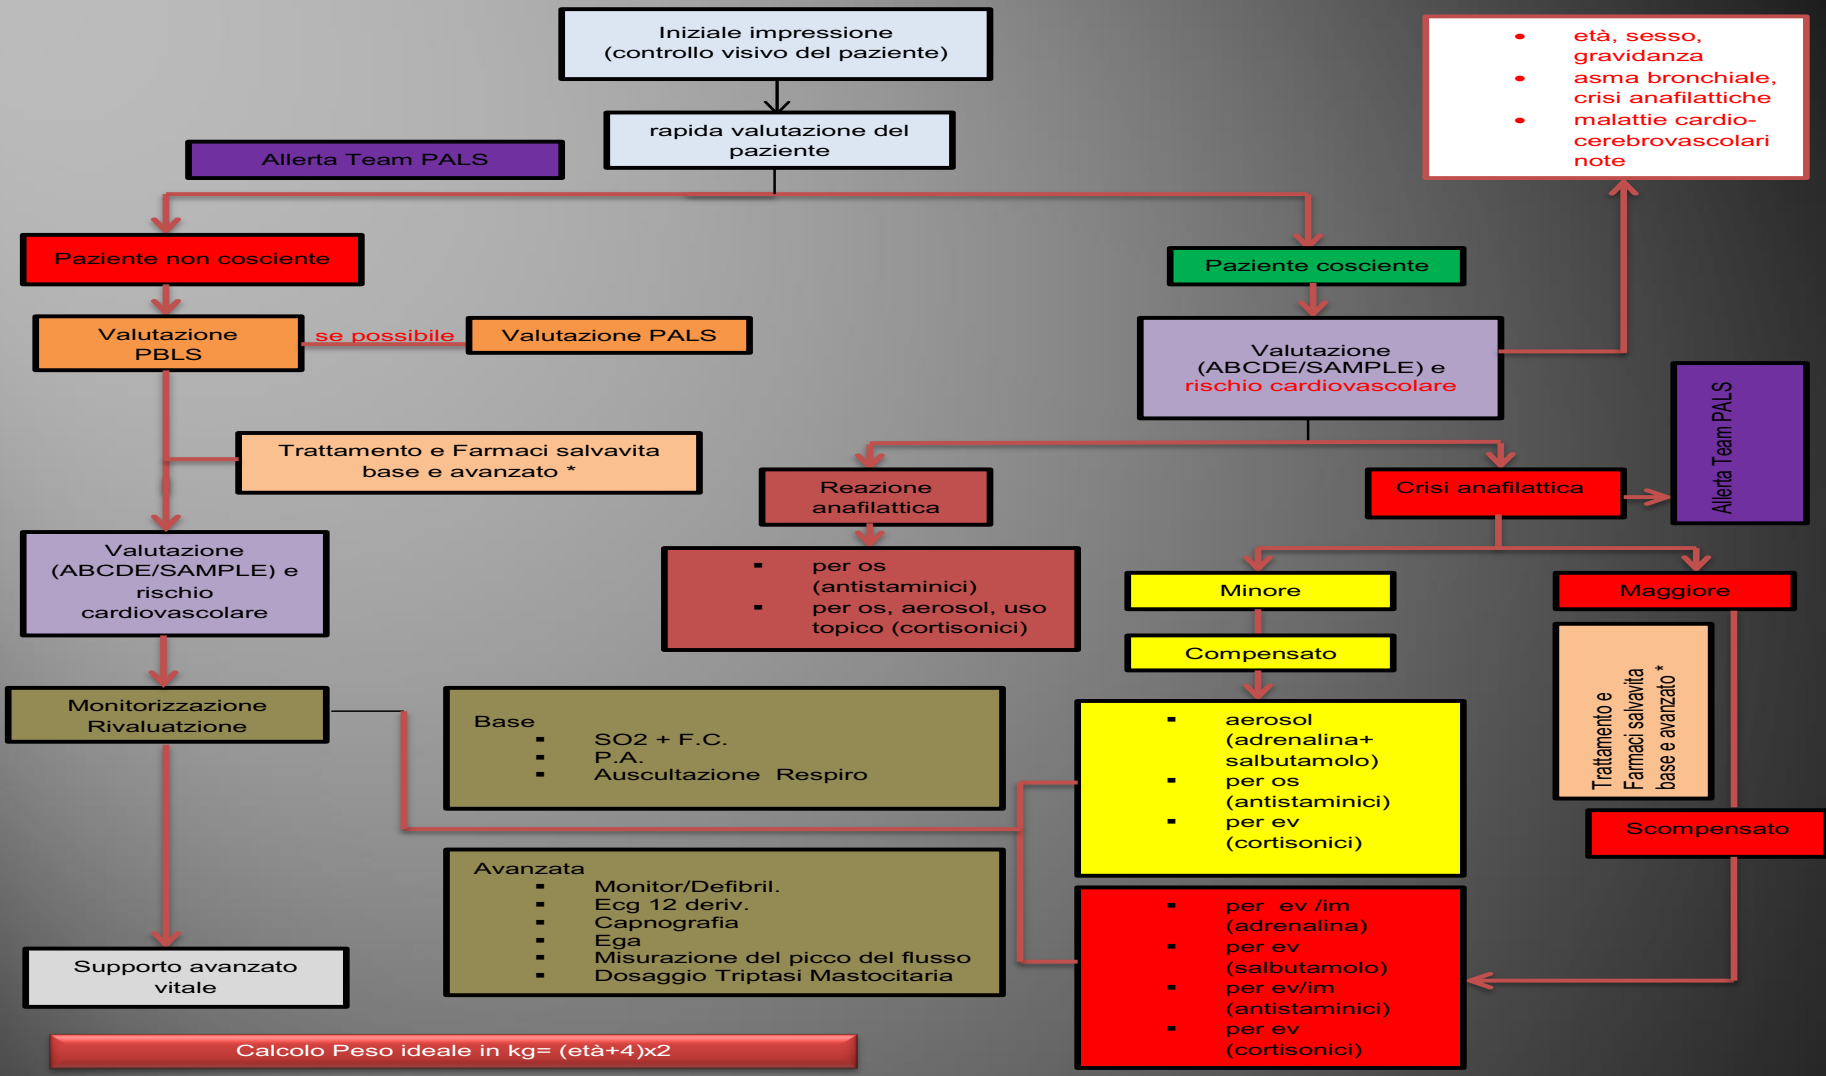 Iniziale impressione
(controllo visivo del paziente)
rapida valutazione del
paziente
Allerta Team PALS
• età, sesso,
gravidanza
• asma bronchiale,
crisi anafilattiche
• malattie cardio-
cerebrovascolari
note
Paziente non cosciente
Paziente cosciente
Valutazione
PBLS
se possibile
Valutazione PALS
Valutazione
(ABCDE/SAMPLE) e
rischio cardiovascolare
Allerta Team PALS
Trattamento e Farmaci salvavita
base e avanzato *
Reazione
anafilattica
Crisi anafilattica
Valutazione
(ABCDE/SAMPLE) e
rischio
cardiovascolare
▪ per os
(antistaminici)
▪ per os, aerosol, uso
topico (cortisonici)
Minore
Maggiore
Compensato
Trattamento e
Farmaci salvavita
base e avanzato *
Monitorizzazione
Rivaluatzione
Base
▪ SO2 + F.C.
▪ P.A.
▪ Auscultazione Respiro
▪ aerosol
(adrenalina+
salbutamolo)
▪ per os
(antistaminici)
▪ per ev
(cortisonici)
Scompensato
Avanzata
▪ Monitor/Defibril.
▪ Ecg 12 deriv.
▪ Capnografia
▪ Ega
▪ Misurazione del picco del flusso
▪ Dosaggio Triptasi Mastocitaria
▪ per ev /im
(adrenalina)
▪ per ev
(salbutamolo)
▪ per ev/im
(antistaminici)
▪ per ev
(cortisonici)
Supporto avanzato
vitale
Calcolo Peso ideale in kg= (età+4)x2